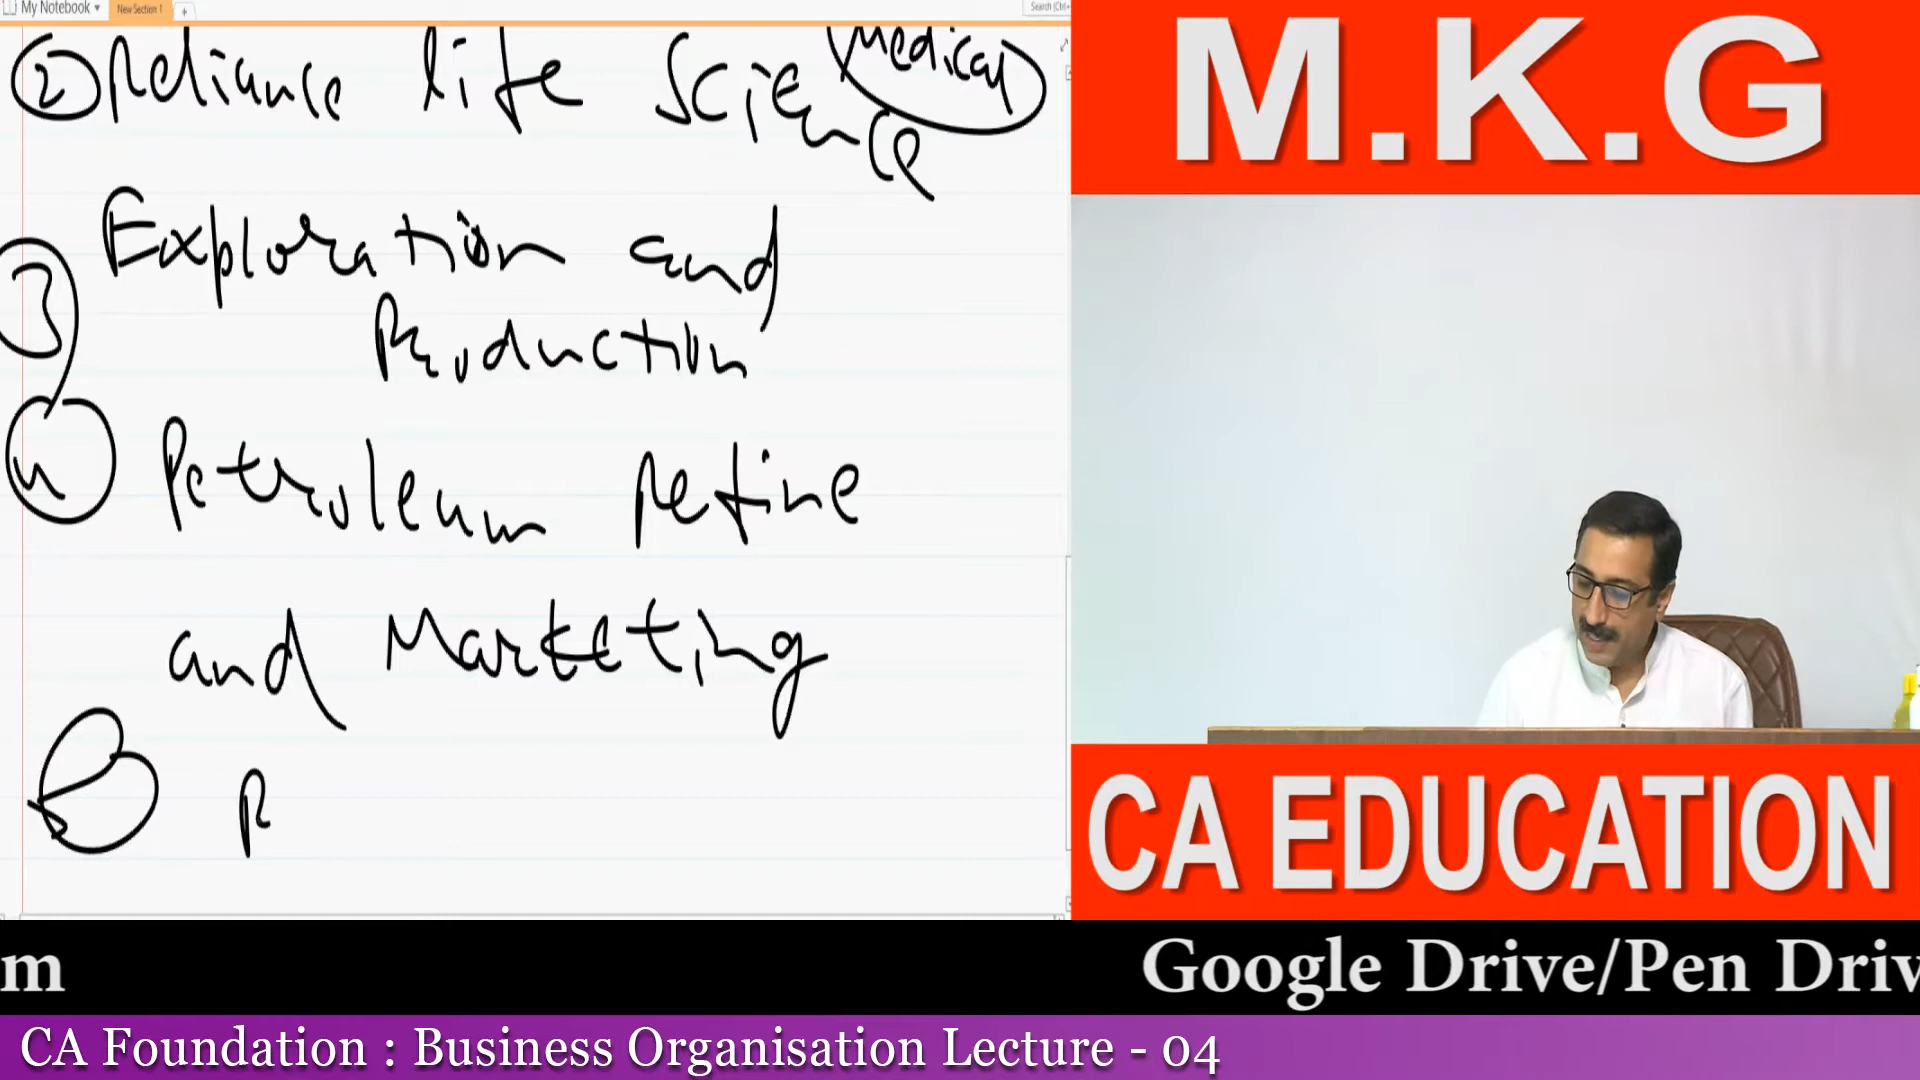 My Notebook
New Section 1
+
Search (Ctrl+
② Reliance life Science (Medical)
③ Exploration and
Production
④ Petroleum Refine
and Marketing
⑤ P
M.K.G
CA EDUCATION
m Google Drive/Pen Driv
CA Foundation : Business Organisation Lecture - 04